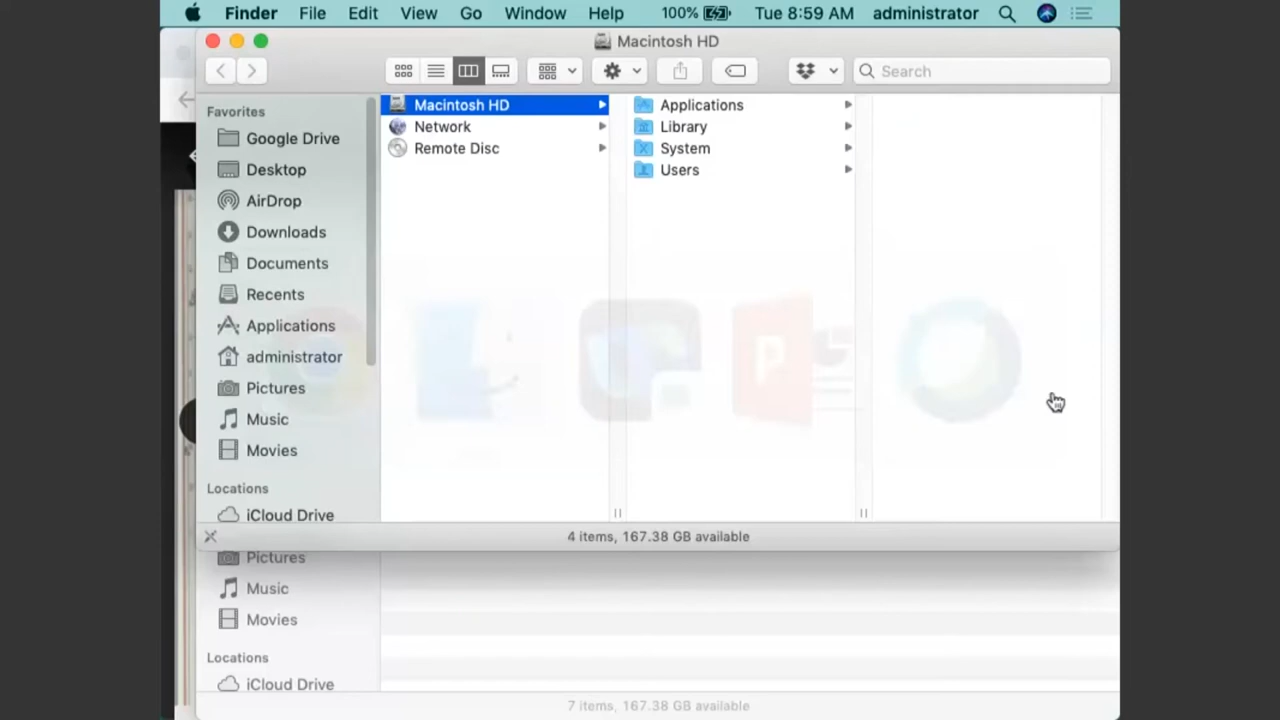 Finder File Edit View Go Window Help 100% Tue 8:59 AM administrator
Macintosh HD
Search
Favorites
Google Drive
Desktop
AirDrop
Downloads
Documents
Recents
Applications
administrator
Pictures
Music
Movies
Locations
iCloud Drive
Macintosh HD
Network
Remote Disc
Applications
Library
System
Users
P
4 items, 167.38 GB available
Pictures
Music
Movies
Locations
iCloud Drive
7 items, 167.38 GB available